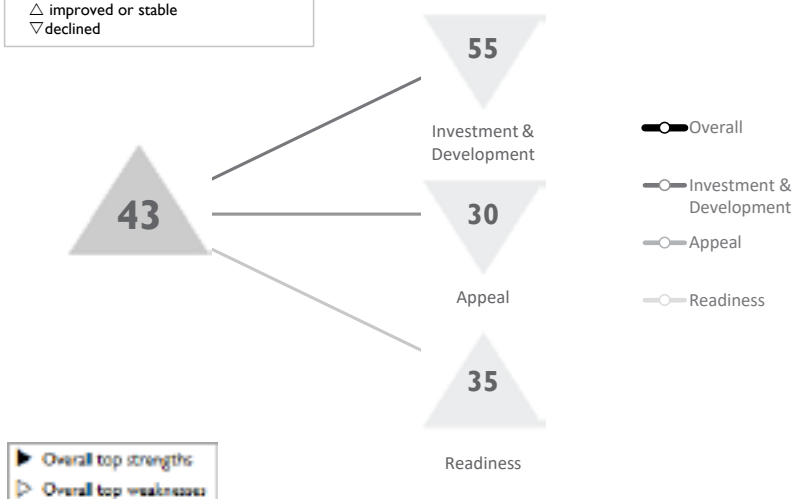 △ improved or stable
▽ declined
55
Investment &
Development
43
30
Appeal
35
Readiness
Overall
Investment &
Development
Appeal
Readiness
▶ Overall top strengths
▷ Overall top weaknesses